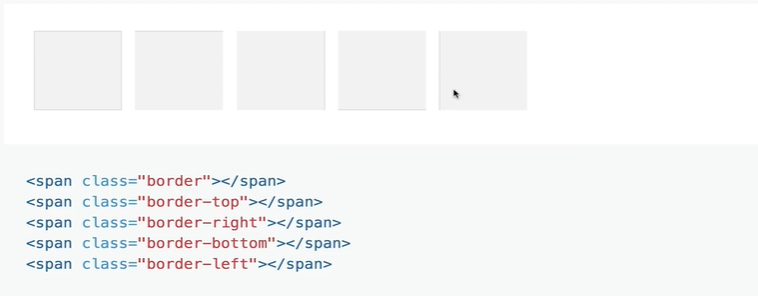 <span class="border"></span>
<span class="border-top"></span>
<span class="border-right"></span>
<span class="border-bottom"></span>
<span class="border-left"></span>